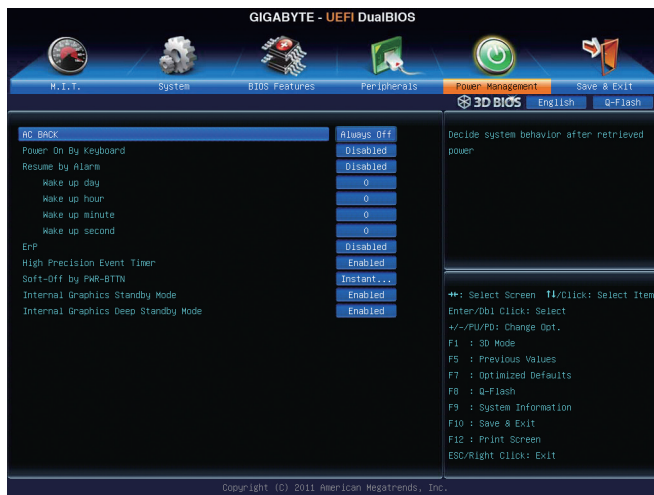 GIGABYTE - UEFI DualBIOS
M.I.T. System BIOS Features Peripherals Power Management Save & Exit
3D BIOS English Q-Flash
AC BACK Always Off
Power On By Keyboard Disabled
Resume by Alarm Disabled
Wake up day 0
Wake up hour 0
Wake up minute 0
Wake up second 0
ErP Disabled
High Precision Event Timer Enabled
Soft-Off by PWR-BTTN Instant...
Internal Graphics Standby Mode Enabled
Internal Graphics Deep Standby Mode Enabled
Decide system behavior after retrieved
power
→←: Select Screen ↑↓/Click: Select Item
Enter/Dbl Click: Select
+/-/PU/PD: Change Opt.
F1 : 3D Mode
F5 : Previous Values
F7 : Optimized Defaults
F8 : Q-Flash
F9 : System Information
F10 : Save & Exit
F12 : Print Screen
ESC/Right Click: Exit
Copyright (C) 2011 American Megatrends, Inc.